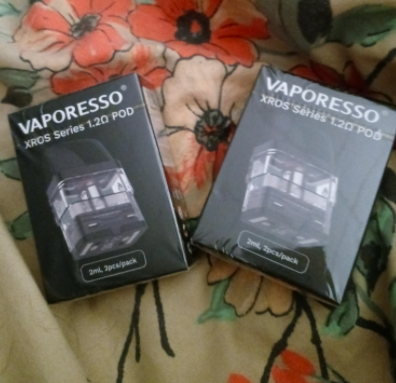 VAPORESSO®
XROS Series 1.2Ω POD
2ml, 2pcs/pack
VAPORESSO®
XROS Series 1.2Ω POD
2ml, 2pcs/pack